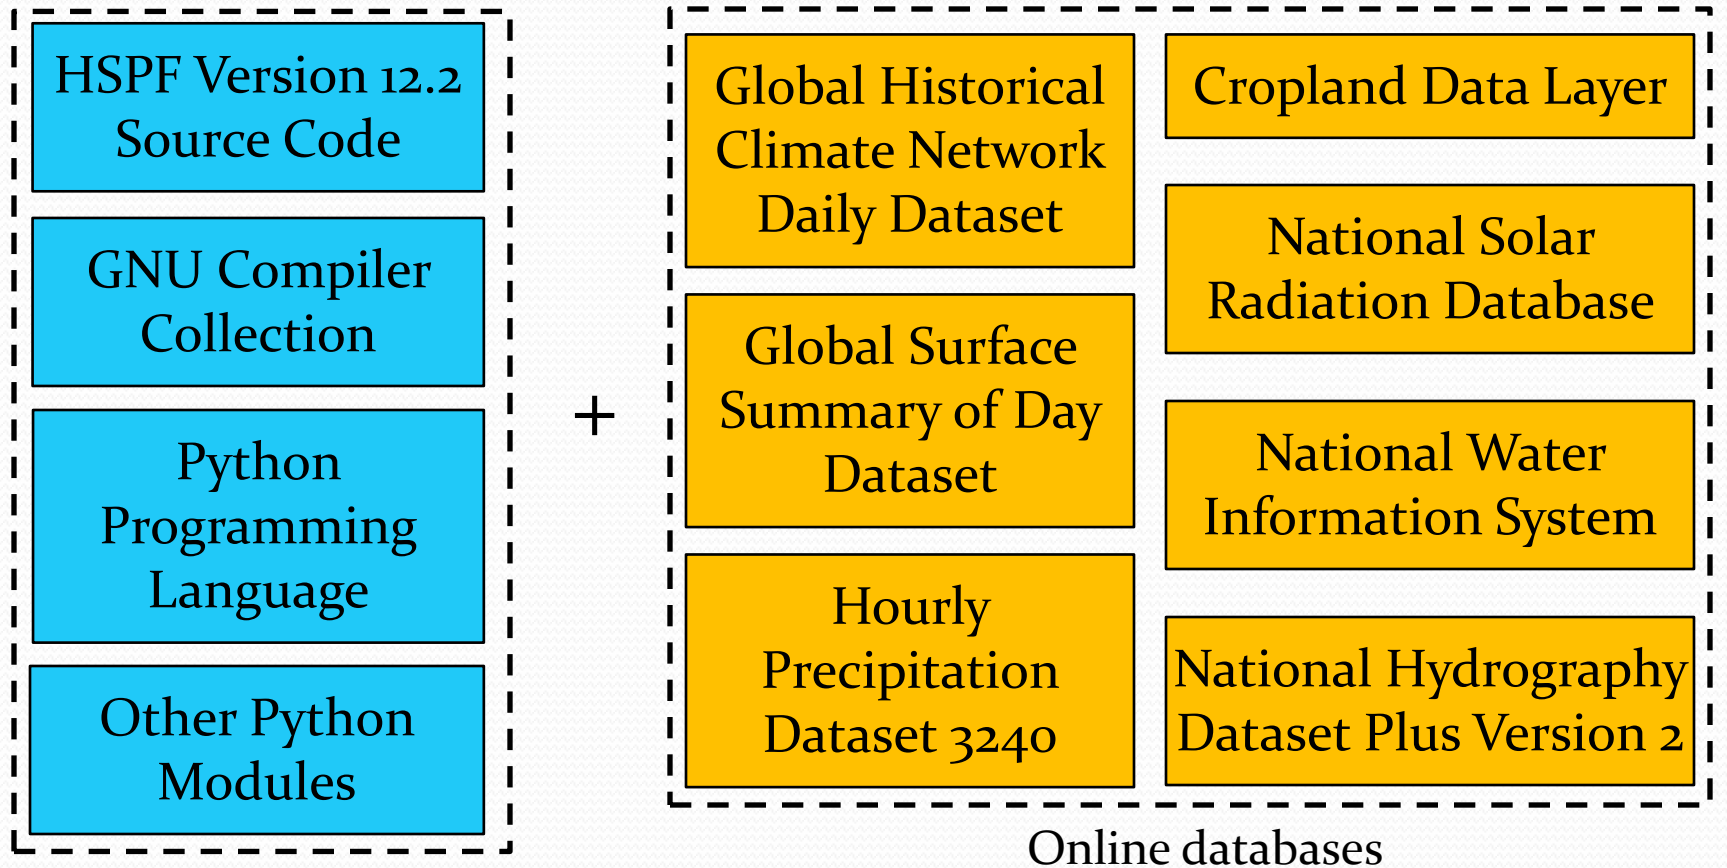 HSPF Version 12.2
Source Code
GNU Compiler
Collection
Python
Programming
Language
Other Python
Modules
+
Global Historical
Climate Network
Daily Dataset
Global Surface
Summary of Day
Dataset
Hourly
Precipitation
Dataset 3240
Cropland Data Layer
National Solar
Radiation Database
National Water
Information System
National Hydrography
Dataset Plus Version 2
Online databases